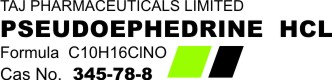 TAJ PHARMACEUTICALS LIMITED
PSEUDOEPHEDRINE HCL
Formula C10H16ClNO
Cas No. 345-78-8